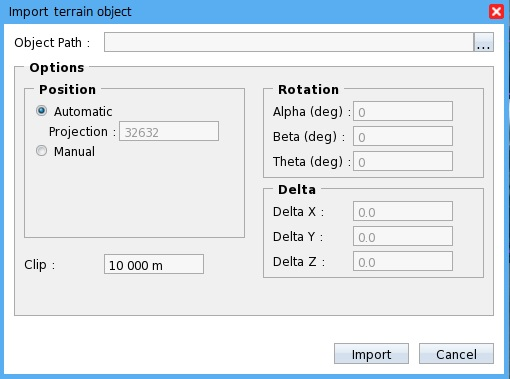 Import terrain object
Object Path :
...
Options
Position
Automatic
Projection : 32632
Manual
Clip : 10 000 m
Rotation
Alpha (deg) : 0
Beta (deg) : 0
Theta (deg) : 0
Delta
Delta X : 0.0
Delta Y : 0.0
Delta Z : 0.0
Import Cancel